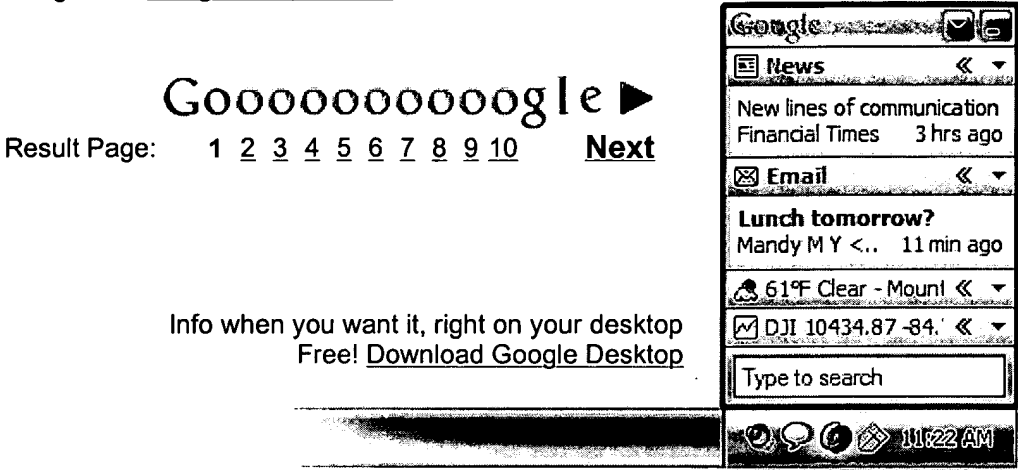 Goooooooooogle ▶
Result Page: 1 2 3 4 5 6 7 8 9 10 Next
Info when you want it, right on your desktop
Free! Download Google Desktop
Google
News
New lines of communication
Financial Times 3 hrs ago
Email
Lunch tomorrow?
Mandy M Y <.. 11 min ago
61°F Clear - Mount
DJI 10434.87 -84.
Type to search
11:22 AM